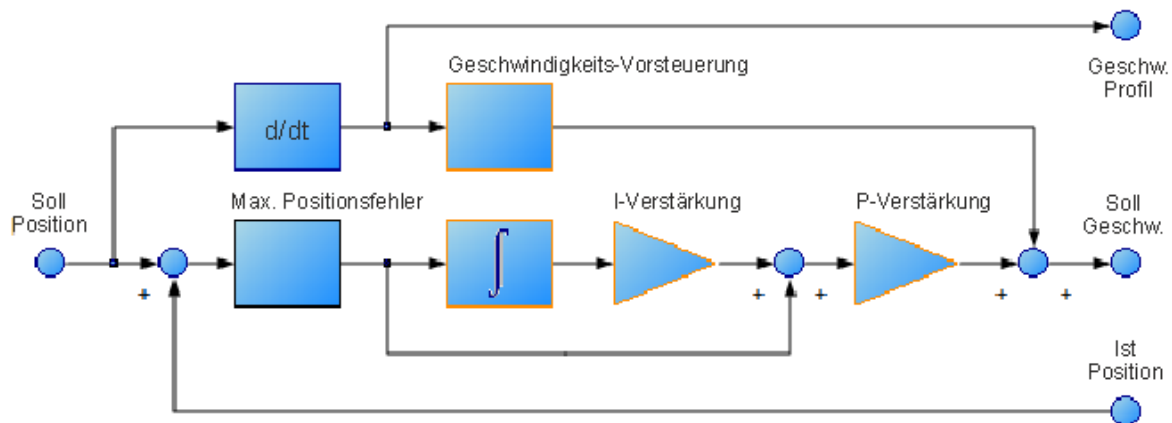 Geschwindigkeits-Vorsteuerung
Geschw.
Profil
d/dt
Soll
Position
Max. Positionsfehler
I-Verstärkung
P-Verstärkung
Soll
Geschw.
∫
+
+
+
+
+
Ist
Position